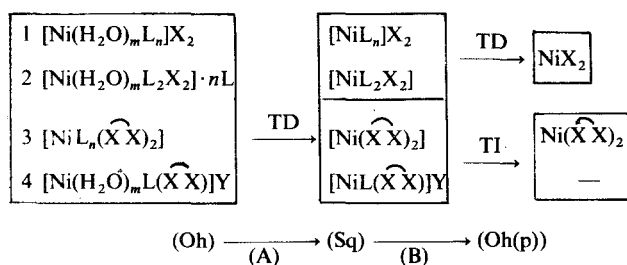 1 [Ni(H₂O)ₘLₙ]X₂
2 [Ni(H₂O)ₘL₂X₂] · nL
3 [NiLₙ(X͡X)₂]
4 [Ni(H₂O)ₘL(X͡X)]Y
TD
[NiLₙ]X₂
[NiL₂X₂]
[Ni(X͡X)₂]
[NiL(X͡X)]Y
TD
NiX₂
TI
Ni(X͡X)₂
—
(Oh) (A) (Sq) (B) (Oh(p))